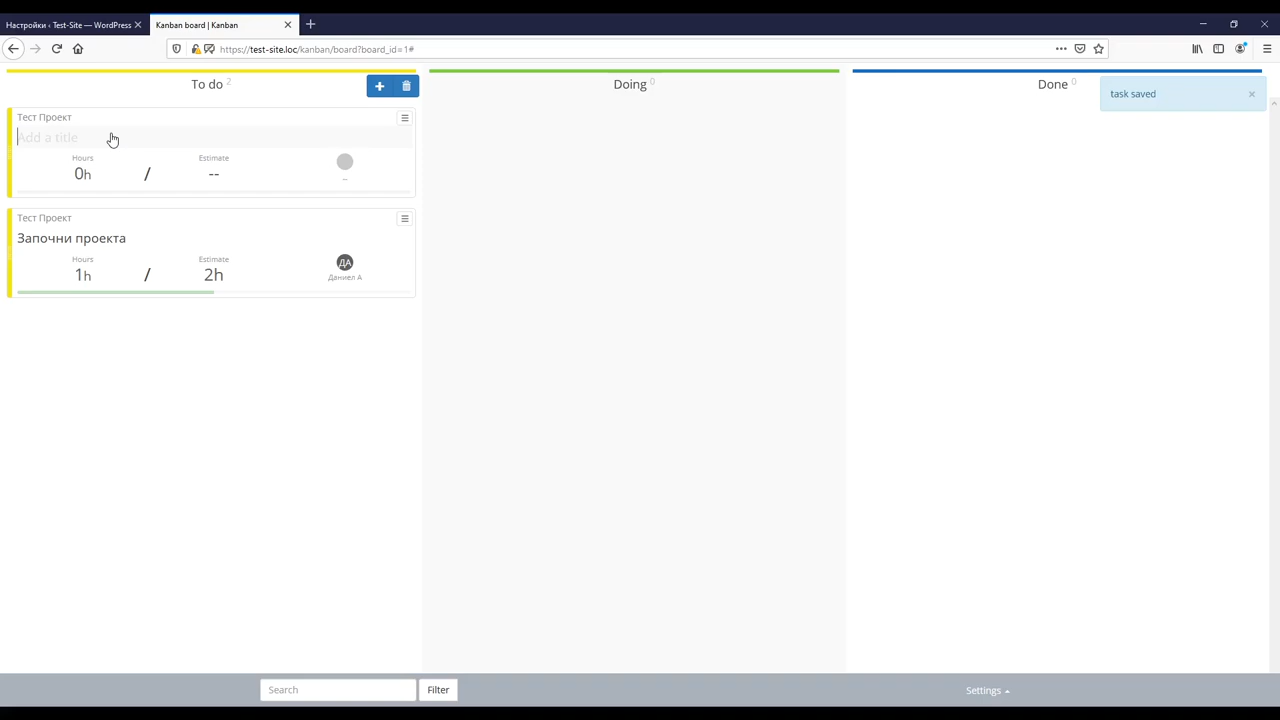 Настройки ‹ Test-Site — WordPress
Kanban board | Kanban
https://test-site.loc/kanban/board?board_id=1#
To do 2
Doing 0
Done 0
task saved
Тест Проект
Add a title
Hours
Estimate
0h / --
--
Тест Проект
Започни проекта
Hours
Estimate
1h / 2h
ДА
Даниел А
Search
Filter
Settings